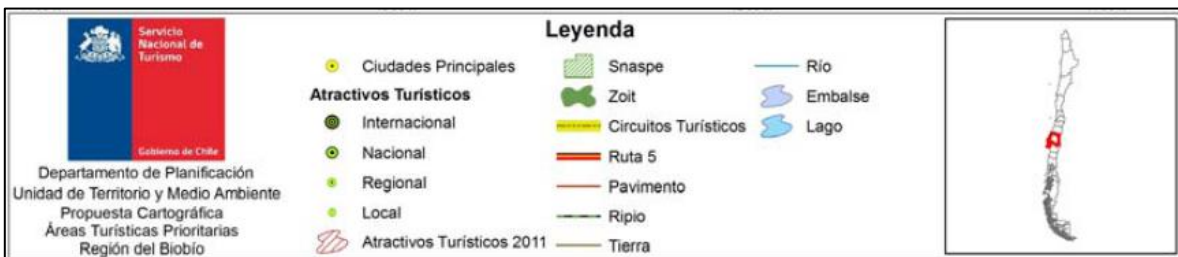 Servicio
Nacional de
Turismo
Gobierno de Chile
Departamento de Planificación
Unidad de Territorio y Medio Ambiente
Propuesta Cartográfica
Áreas Turísticas Prioritarias
Región del Biobío
Leyenda
Ciudades Principales
Atractivos Turísticos
Internacional
Nacional
Regional
Local
Atractivos Turísticos 2011
Snaspe
Zoit
Circuitos Turísticos
Ruta 5
Pavimento
Ripio
Tierra
Río
Embalse
Lago